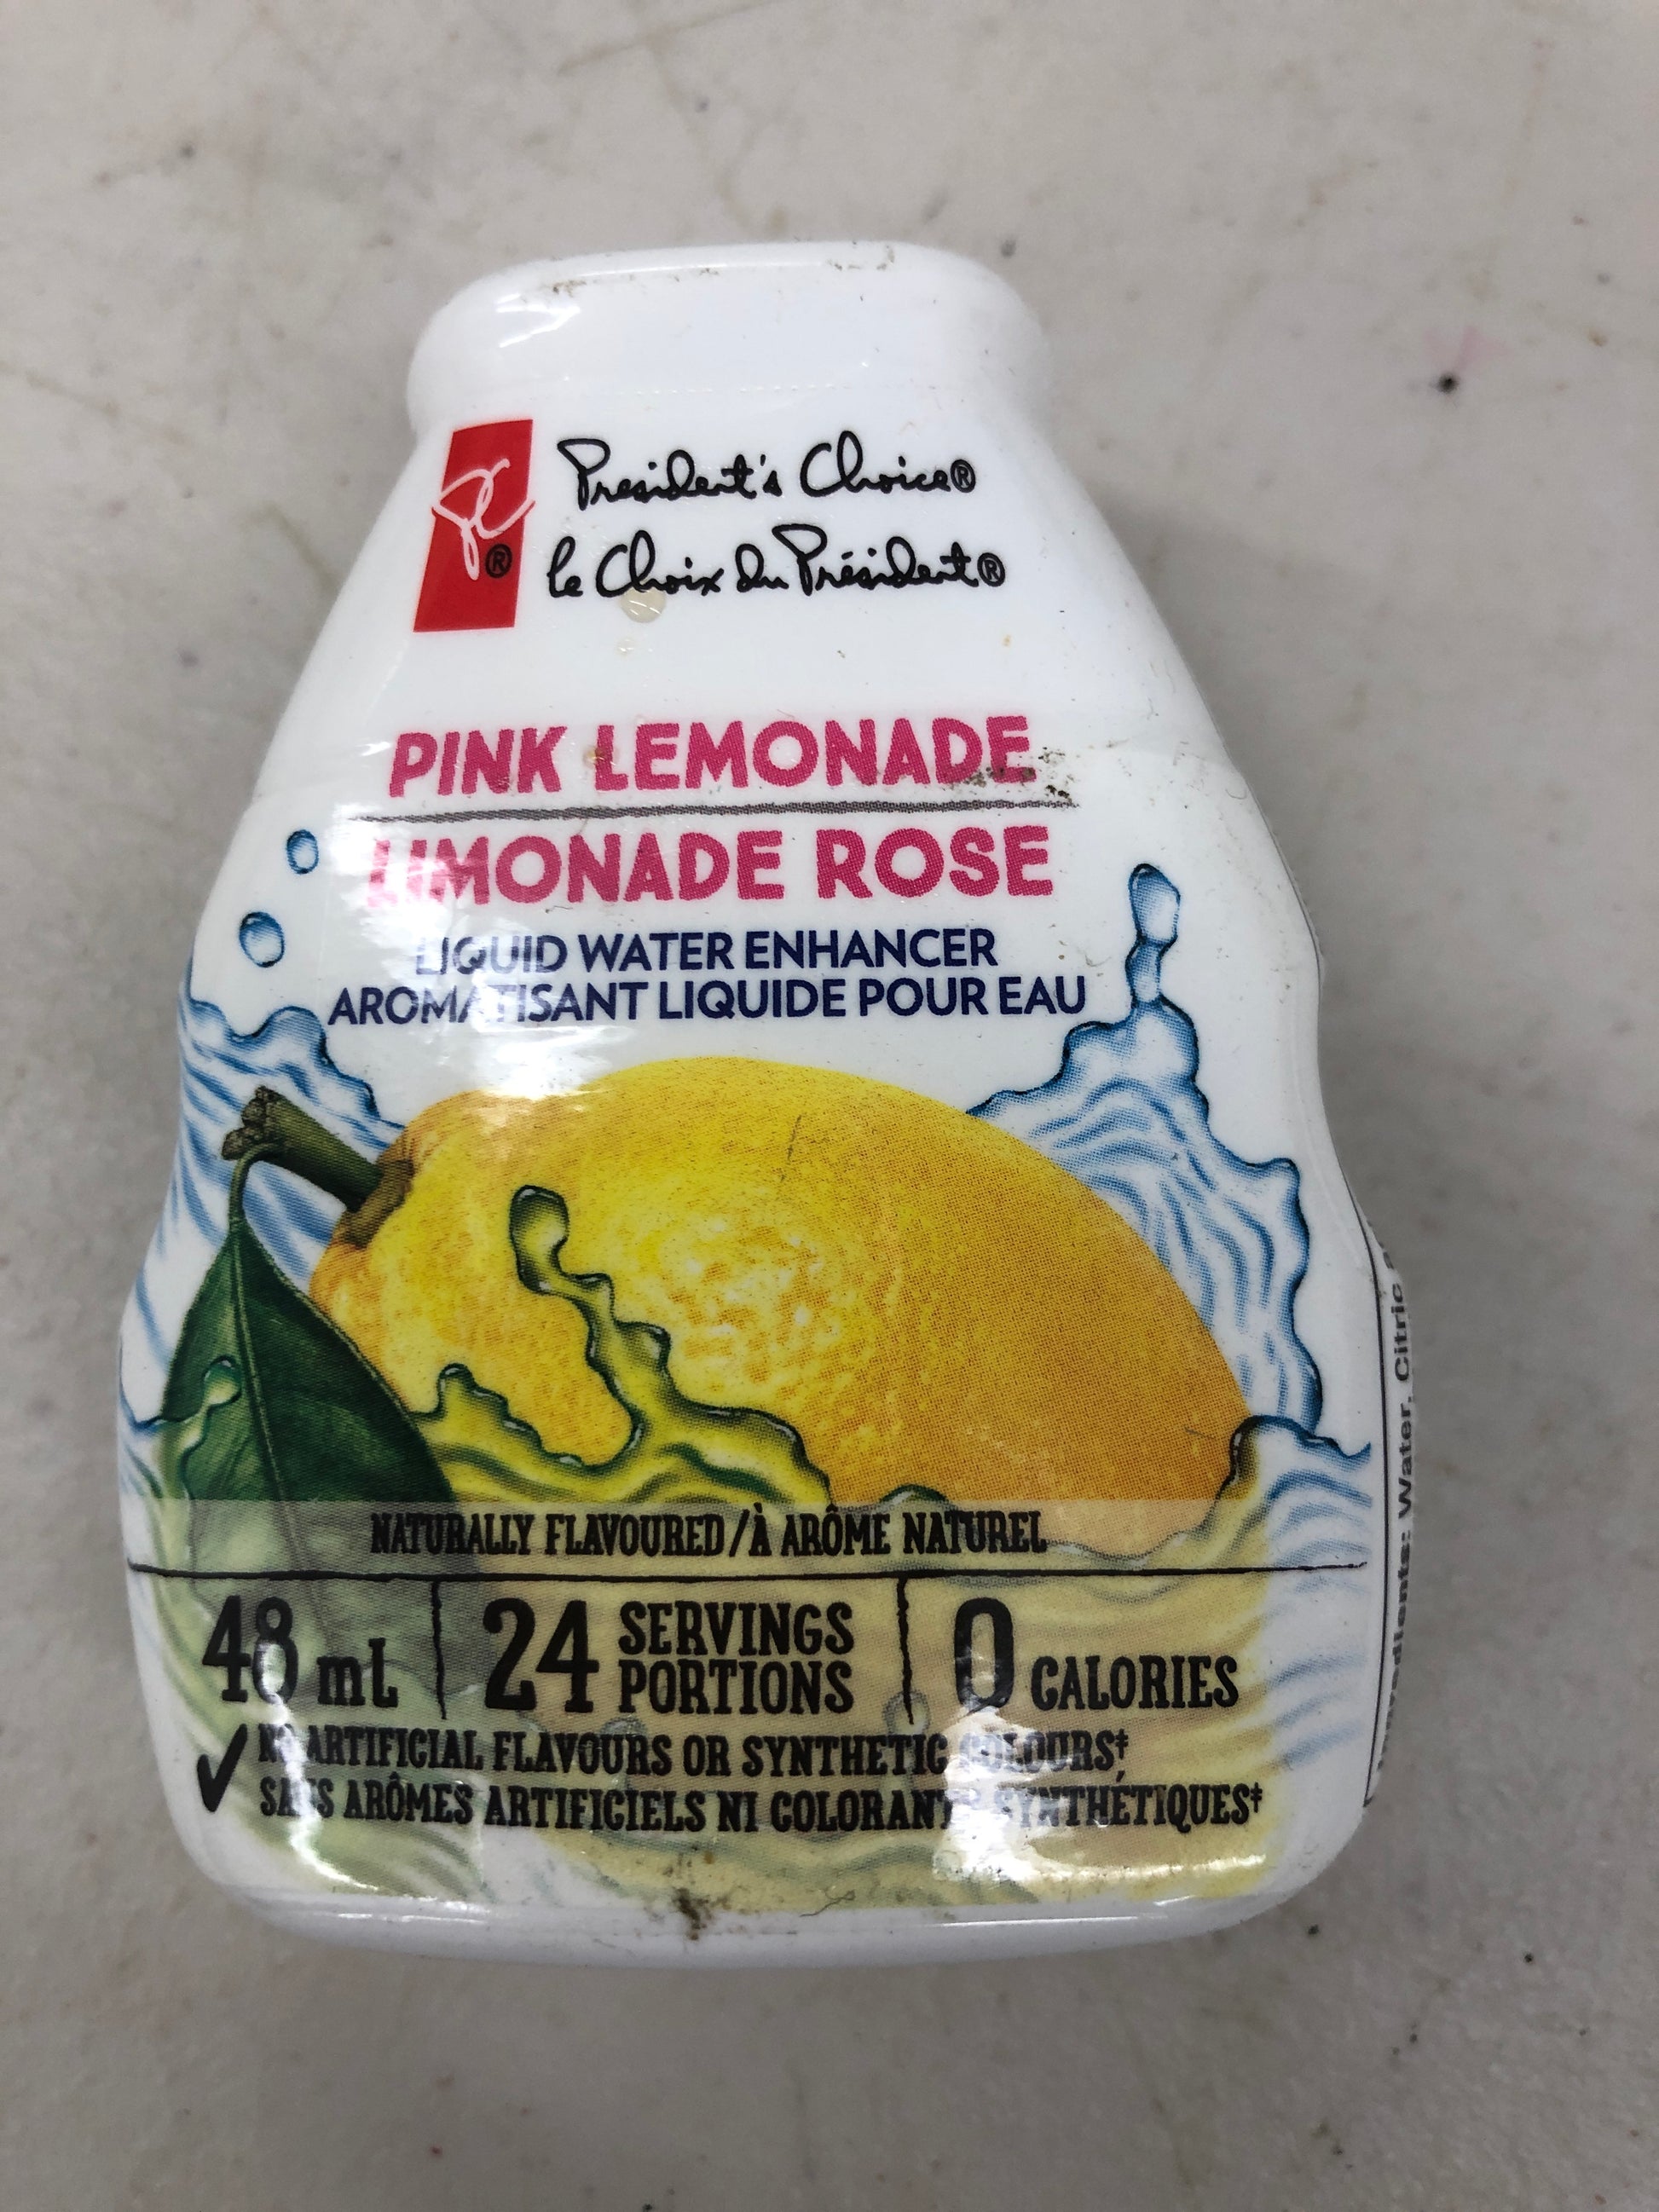 President's Choice®
le Choix du Président®
PC®
PINK LEMONADE
LIMONADE ROSE
LIQUID WATER ENHANCER
AROMATISANT LIQUIDE POUR EAU
NATURALLY FLAVOURED/À ARÔME NATUREL
48 ml
24 SERVINGS
PORTIONS
0 CALORIES
✓ NO ARTIFICIAL FLAVOURS OR SYNTHETIC COLOURS‡
SANS ARÔMES ARTIFICIELS NI COLORANTS SYNTHÉTIQUES‡
Ingredients: Water, Citric